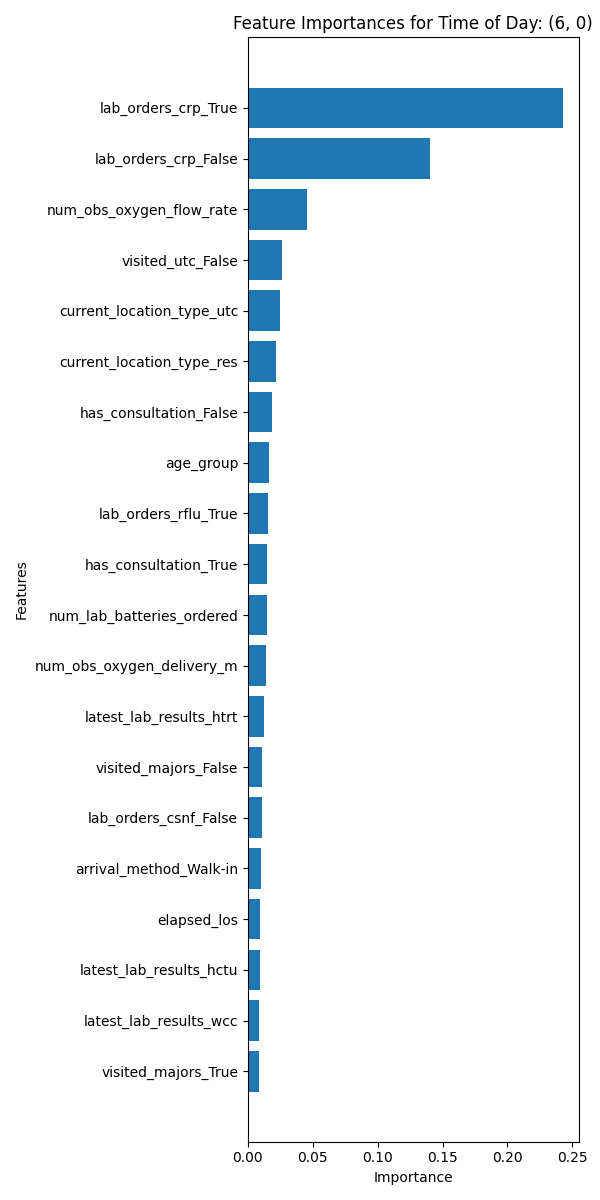 Feature Importances for Time of Day: (6, 0)
lab_orders_crp_True
lab_orders_crp_False
num_obs_oxygen_flow_rate
visited_utc_False
current_location_type_utc
current_location_type_res
has_consultation_False
age_group
lab_orders_rflu_True
has_consultation_True
num_lab_batteries_ordered
num_obs_oxygen_delivery_m
latest_lab_results_htrt
visited_majors_False
lab_orders_csnf_False
arrival_method_Walk-in
elapsed_los
latest_lab_results_hctu
latest_lab_results_wcc
visited_majors_True
Features
0.00 0.05 0.10 0.15 0.20 0.25
Importance